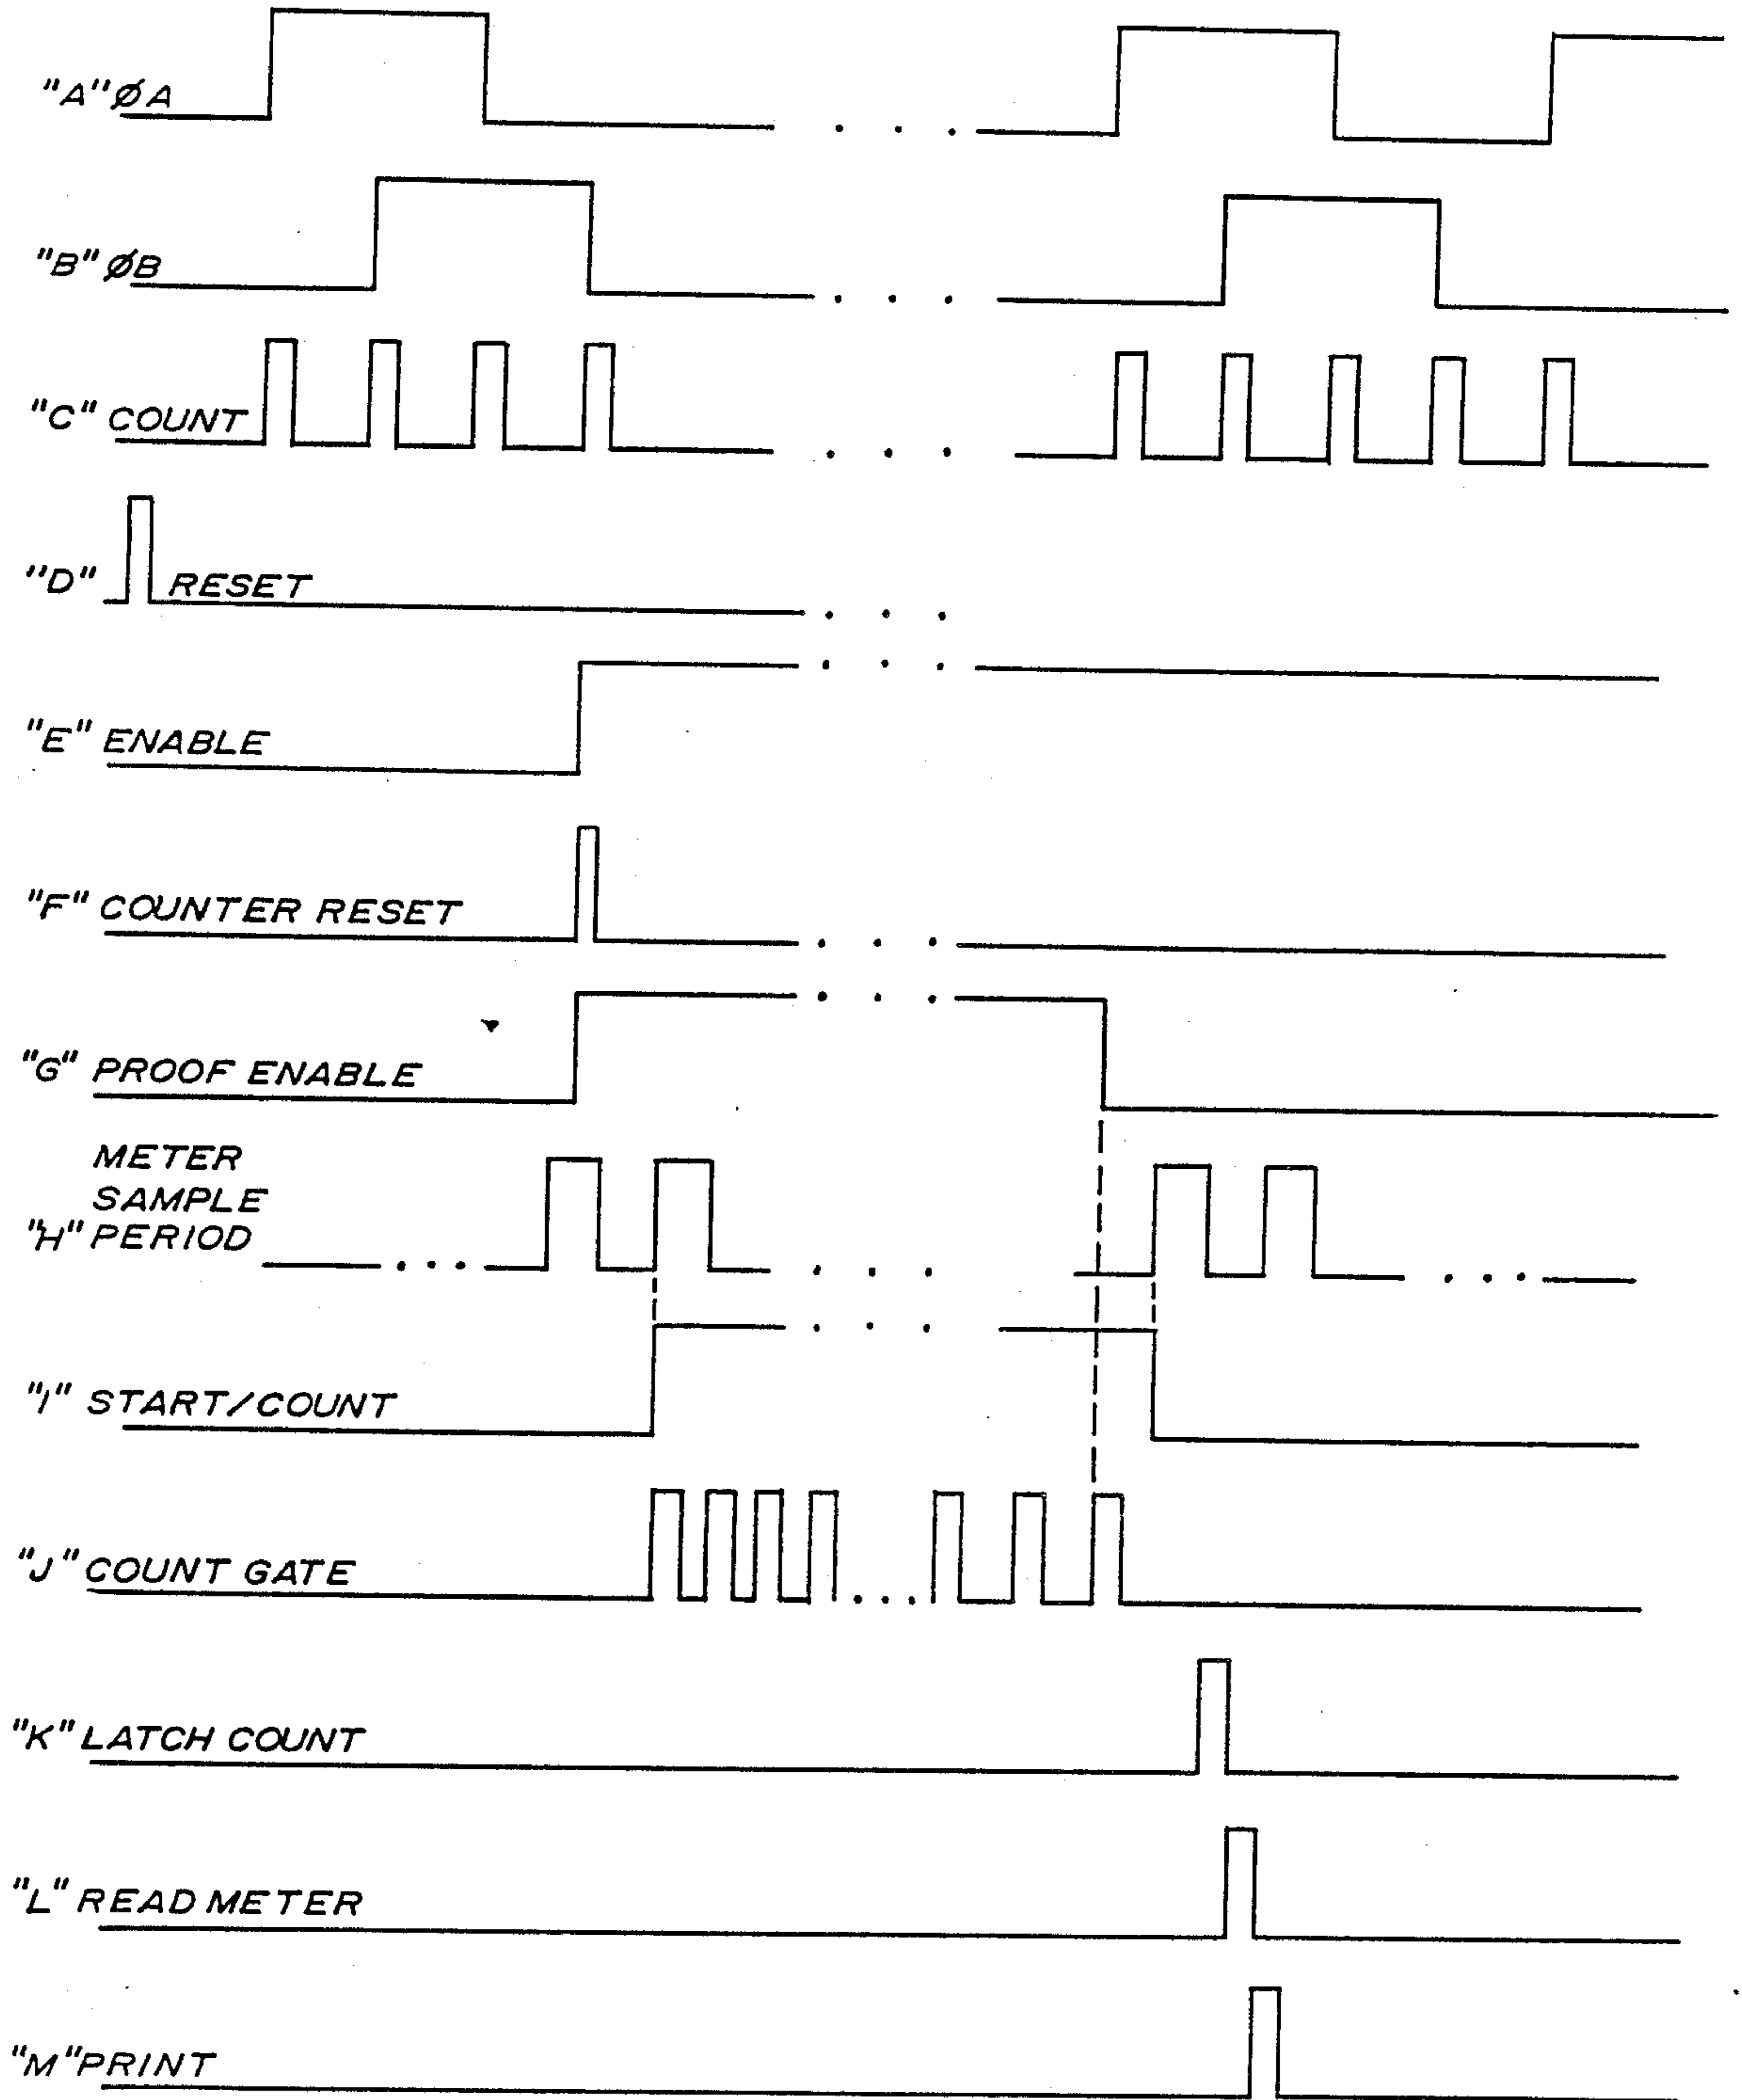 "A" ØA
"B" ØB
"C" COUNT
"D" RESET
"E" ENABLE
"F" COUNTER RESET
"G" PROOF ENABLE
METER
SAMPLE
"H" PERIOD
"I" START/COUNT
"J" COUNT GATE
"K" LATCH COUNT
"L" READ METER
"M" PRINT